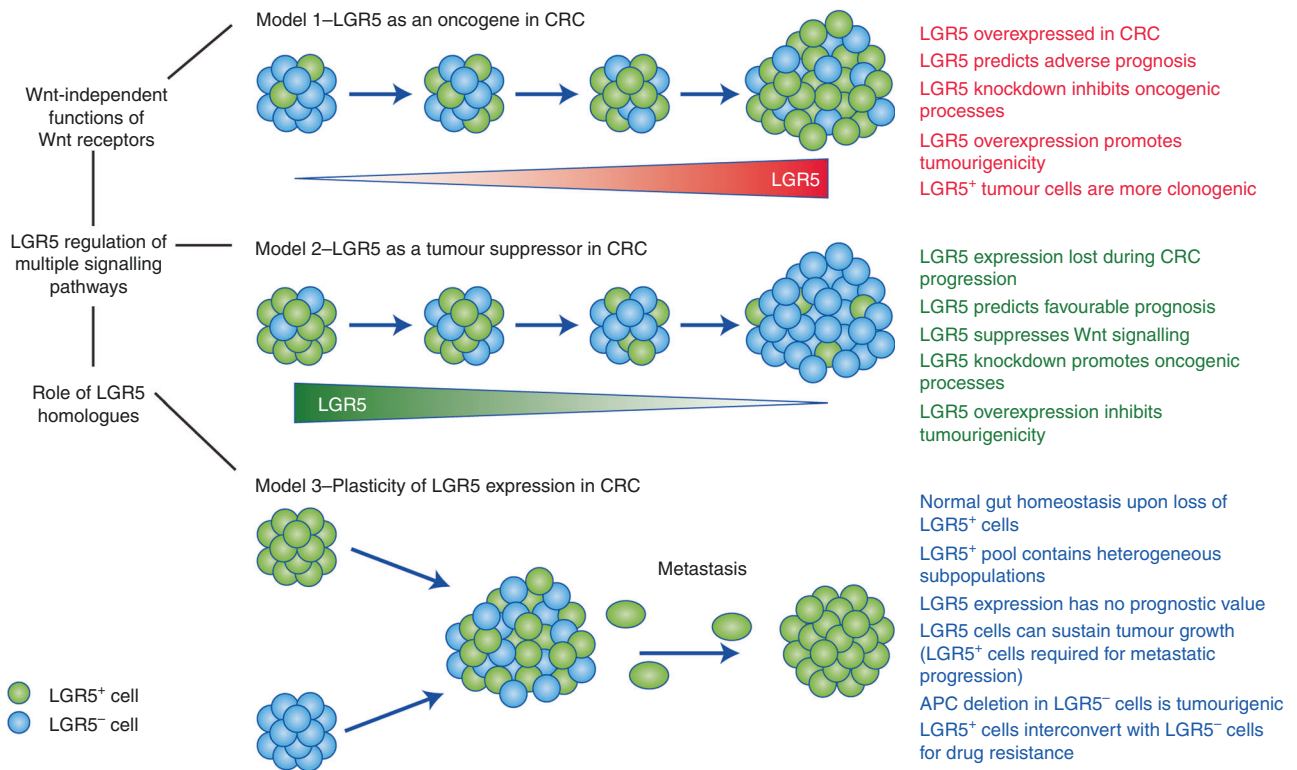 Wnt-independent
functions of
Wnt receptors
LGR5 regulation of
multiple signalling
pathways
Role of LGR5
homologues
Model 1–LGR5 as an oncogene in CRC
LGR5
LGR5 overexpressed in CRC
LGR5 predicts adverse prognosis
LGR5 knockdown inhibits oncogenic
processes
LGR5 overexpression promotes
tumourigenicity
LGR5⁺ tumour cells are more clonogenic
Model 2–LGR5 as a tumour suppressor in CRC
LGR5
LGR5 expression lost during CRC
progression
LGR5 predicts favourable prognosis
LGR5 suppresses Wnt signalling
LGR5 knockdown promotes oncogenic
processes
LGR5 overexpression inhibits
tumourigenicity
Model 3–Plasticity of LGR5 expression in CRC
Metastasis
Normal gut homeostasis upon loss of
LGR5⁺ cells
LGR5⁺ pool contains heterogeneous
subpopulations
LGR5 expression has no prognostic value
LGR5 cells can sustain tumour growth
(LGR5⁺ cells required for metastatic
progression)
APC deletion in LGR5⁻ cells is tumourigenic
LGR5⁺ cells interconvert with LGR5⁻ cells
for drug resistance
LGR5⁺ cell
LGR5⁻ cell